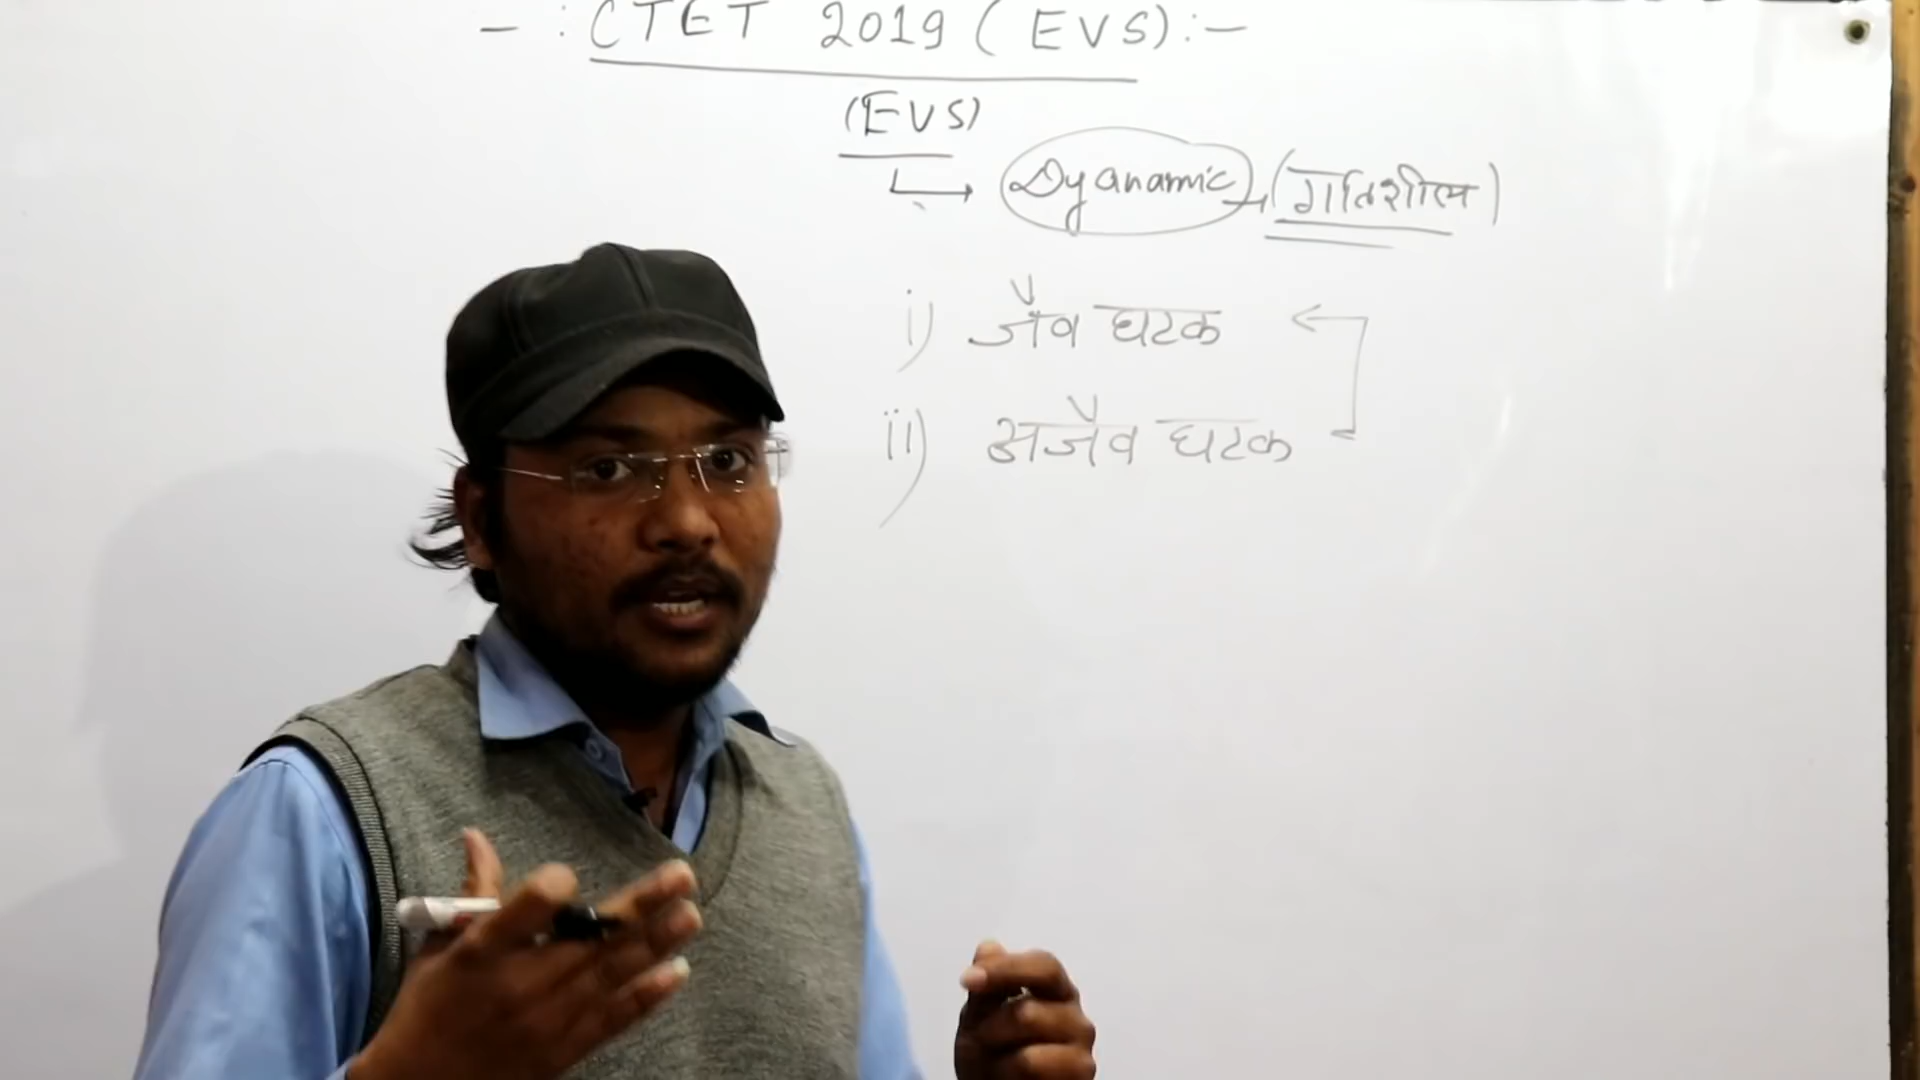 - : CTET 2019 ( EVS) :-
(EVS)
Dyanamic (गतिशील)
i) जैव घटक
ii) अजैव घटक